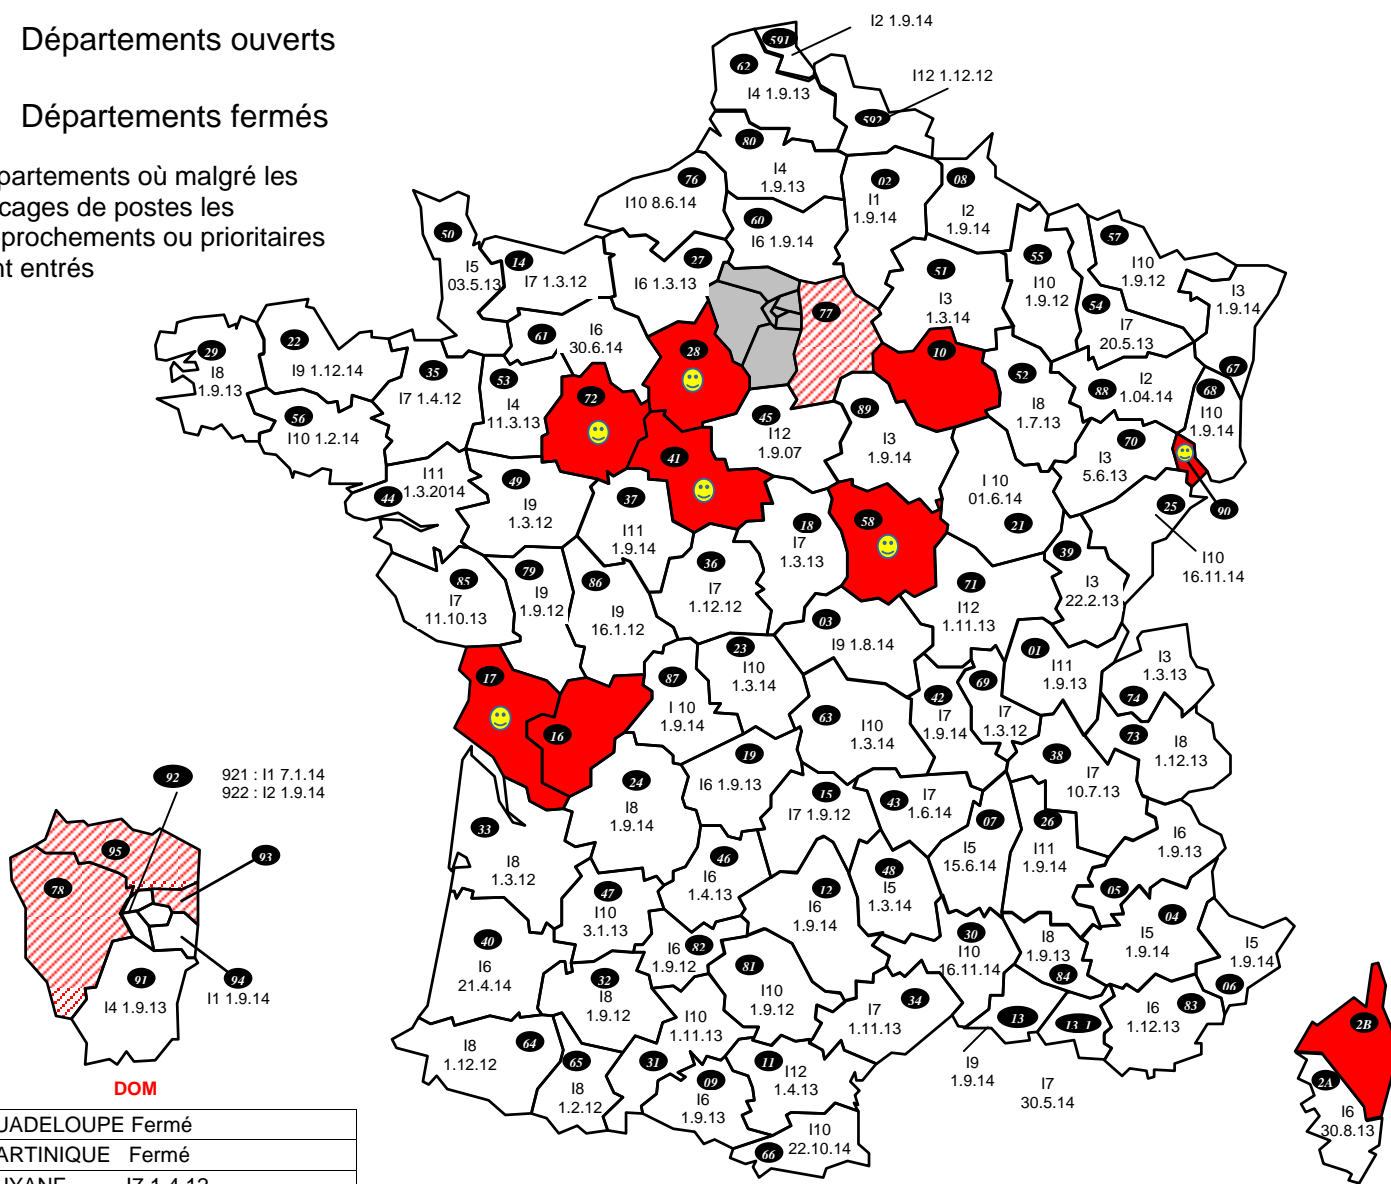 Départements ouverts
Départements fermés
partements où malgré les
cages de postes les
prochements ou prioritaires
nt entrés
I2 1.9.14
591
62
I4 1.9.13
I12 1.12.12
592
80
I4
1.9.13
76
I10 8.6.14
02
I1
1.9.14
08
I2
1.9.14
60
I6 1.9.14
50
I5
03.5.13
14
I7 1.3.12
27
I6 1.3.13
51
I3
1.3.14
55
I10
1.9.12
57
I10
1.9.12
54
I7
20.5.13
I3
1.9.14
67
77
61
I6
30.6.14
28
10
29
I8
1.9.13
22
I9 1.12.14
35
I7 1.4.12
53
I4
11.3.13
72
52
I8
1.7.13
88
I2
1.04.14
68
I10
1.9.14
56
I10 1.2.14
45
I12
1.9.07
89
I3
1.9.14
70
I3
5.6.13
41
44
I11
1.3.2014
49
I9
1.3.12
37
I11
1.9.14
18
I7
1.3.13
58
I 10
01.6.14
21
25
90
I10
16.11.14
39
I3
22.2.13
85
I7
11.10.13
79
I9
1.9.12
86
I9
16.1.12
36
I7
1.12.12
71
I12
1.11.13
03
I9 1.8.14
17
16
87
I 10
1.9.14
23
I10
1.3.14
63
I10
1.3.14
42
I7
1.9.14
69
I7
1.3.12
01
I11
1.9.13
I3
1.3.13
74
73
I8
1.12.13
38
I7
10.7.13
92
921 : I1 7.1.14
922 : I2 1.9.14
95
93
78
91
I4 1.9.13
94
I1 1.9.14
24
I8
1.9.14
19
I6 1.9.13
15
I7 1.9.12
43
I7
1.6.14
07
I5
15.6.14
26
I11
1.9.14
I6
1.9.13
05
33
I8
1.3.12
46
I6
1.4.13
47
I10
3.1.13
12
I6
1.9.14
48
I5
1.3.14
04
I5
1.9.14
I5
1.9.14
06
40
I6
21.4.14
82
I6
1.9.12
81
I10
1.9.12
30
I10
16.11.14
I8
1.9.13
84
32
I8
1.9.12
34
I7
1.11.13
13
13 1
83
I6
1.12.13
I9
1.9.14
I7
30.5.14
64
I8
1.12.12
65
I8
1.2.12
31
I10
1.11.13
09
I6
1.9.13
11
I12
1.4.13
66
I10
22.10.14
2B
2A
I6
30.8.13
DOM
UADELOUPE Fermé
ARTINIQUE Fermé
UYANE I7 1.4.12